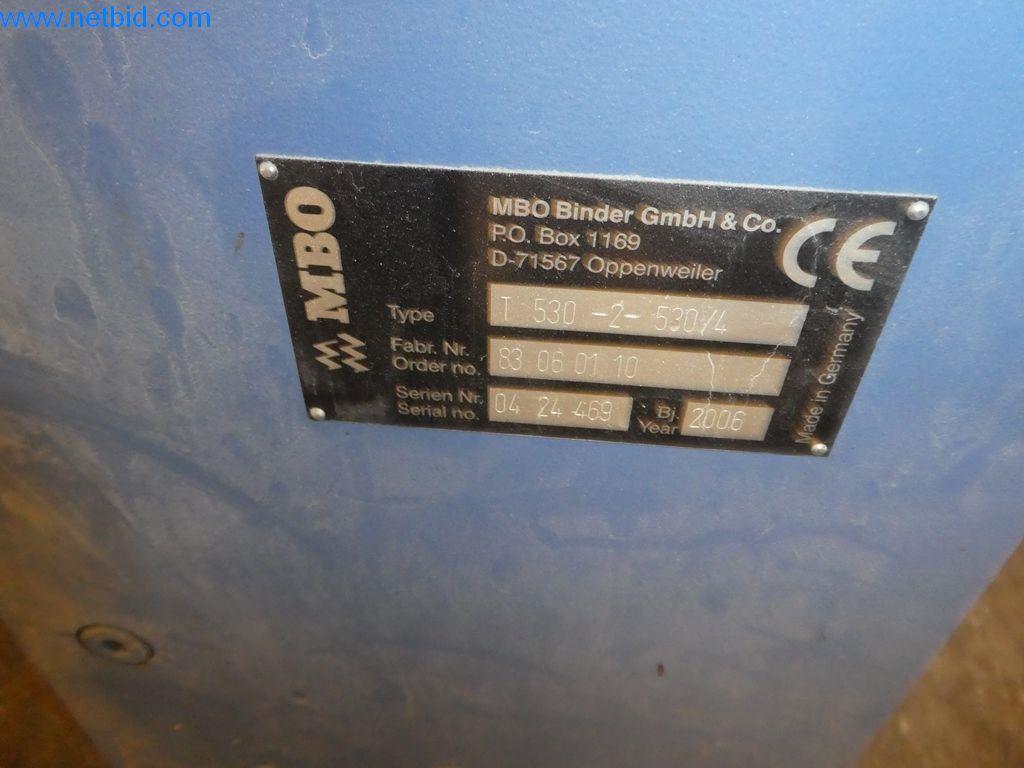 www.netbid.com
MBO
MBO Binder GmbH & Co.
P.O. Box 1169
D-71567 Oppenweiler
CE
Type T 530 -2- 530/4
Fabr. Nr.
Order no. 83 06 01 10
Serien Nr.
Serial no. 04 24 469
Bj.
Year 2006
Made in Germany